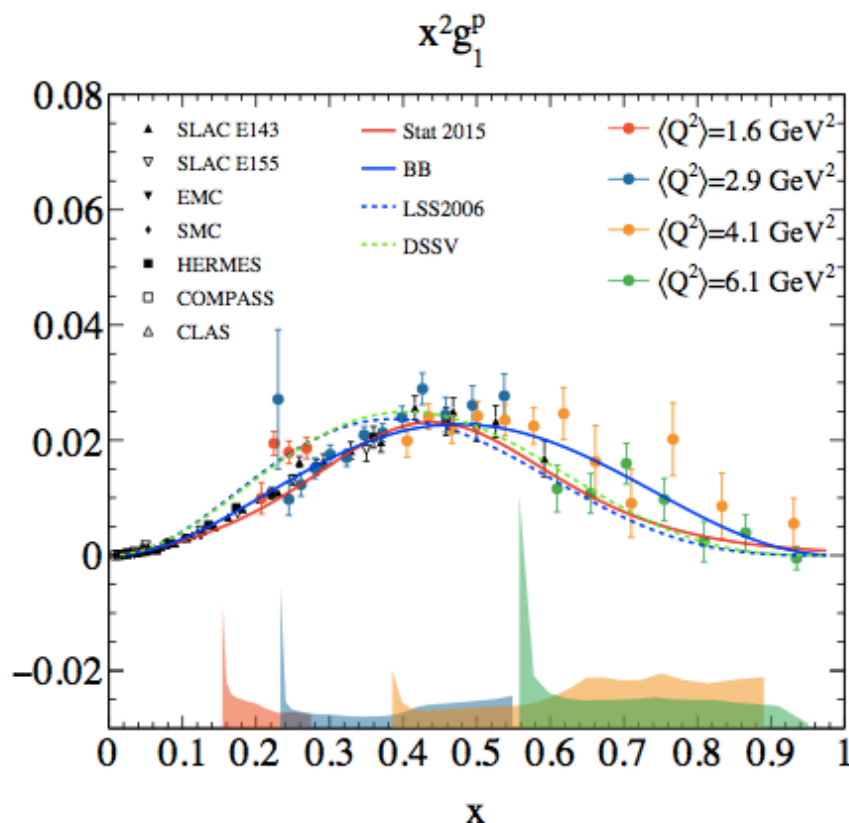 x²g₁ᵖ
0.08
0.06
0.04
0.02
0
−0.02
SLAC E143
SLAC E155
EMC
SMC
HERMES
COMPASS
CLAS
Stat 2015
BB
LSS2006
DSSV
⟨Q²⟩=1.6 GeV²
⟨Q²⟩=2.9 GeV²
⟨Q²⟩=4.1 GeV²
⟨Q²⟩=6.1 GeV²
0 0.1 0.2 0.3 0.4 0.5 0.6 0.7 0.8 0.9 1
x